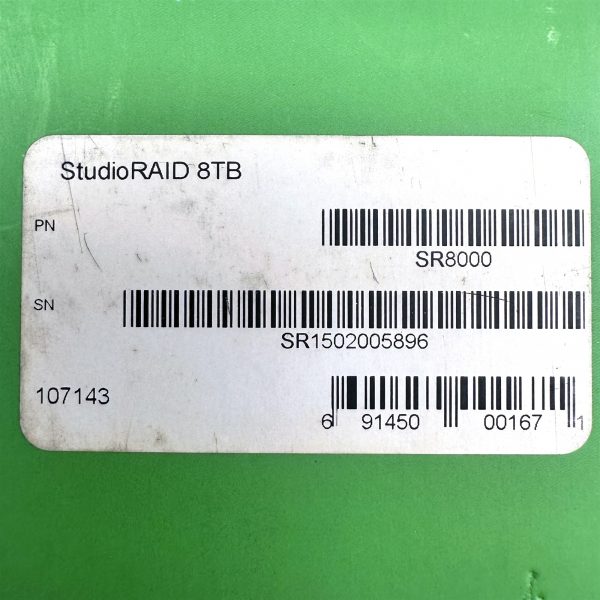 StudioRAID 8TB
PN
SR8000
SN
SR1502005896
107143
6 91450 00167 1